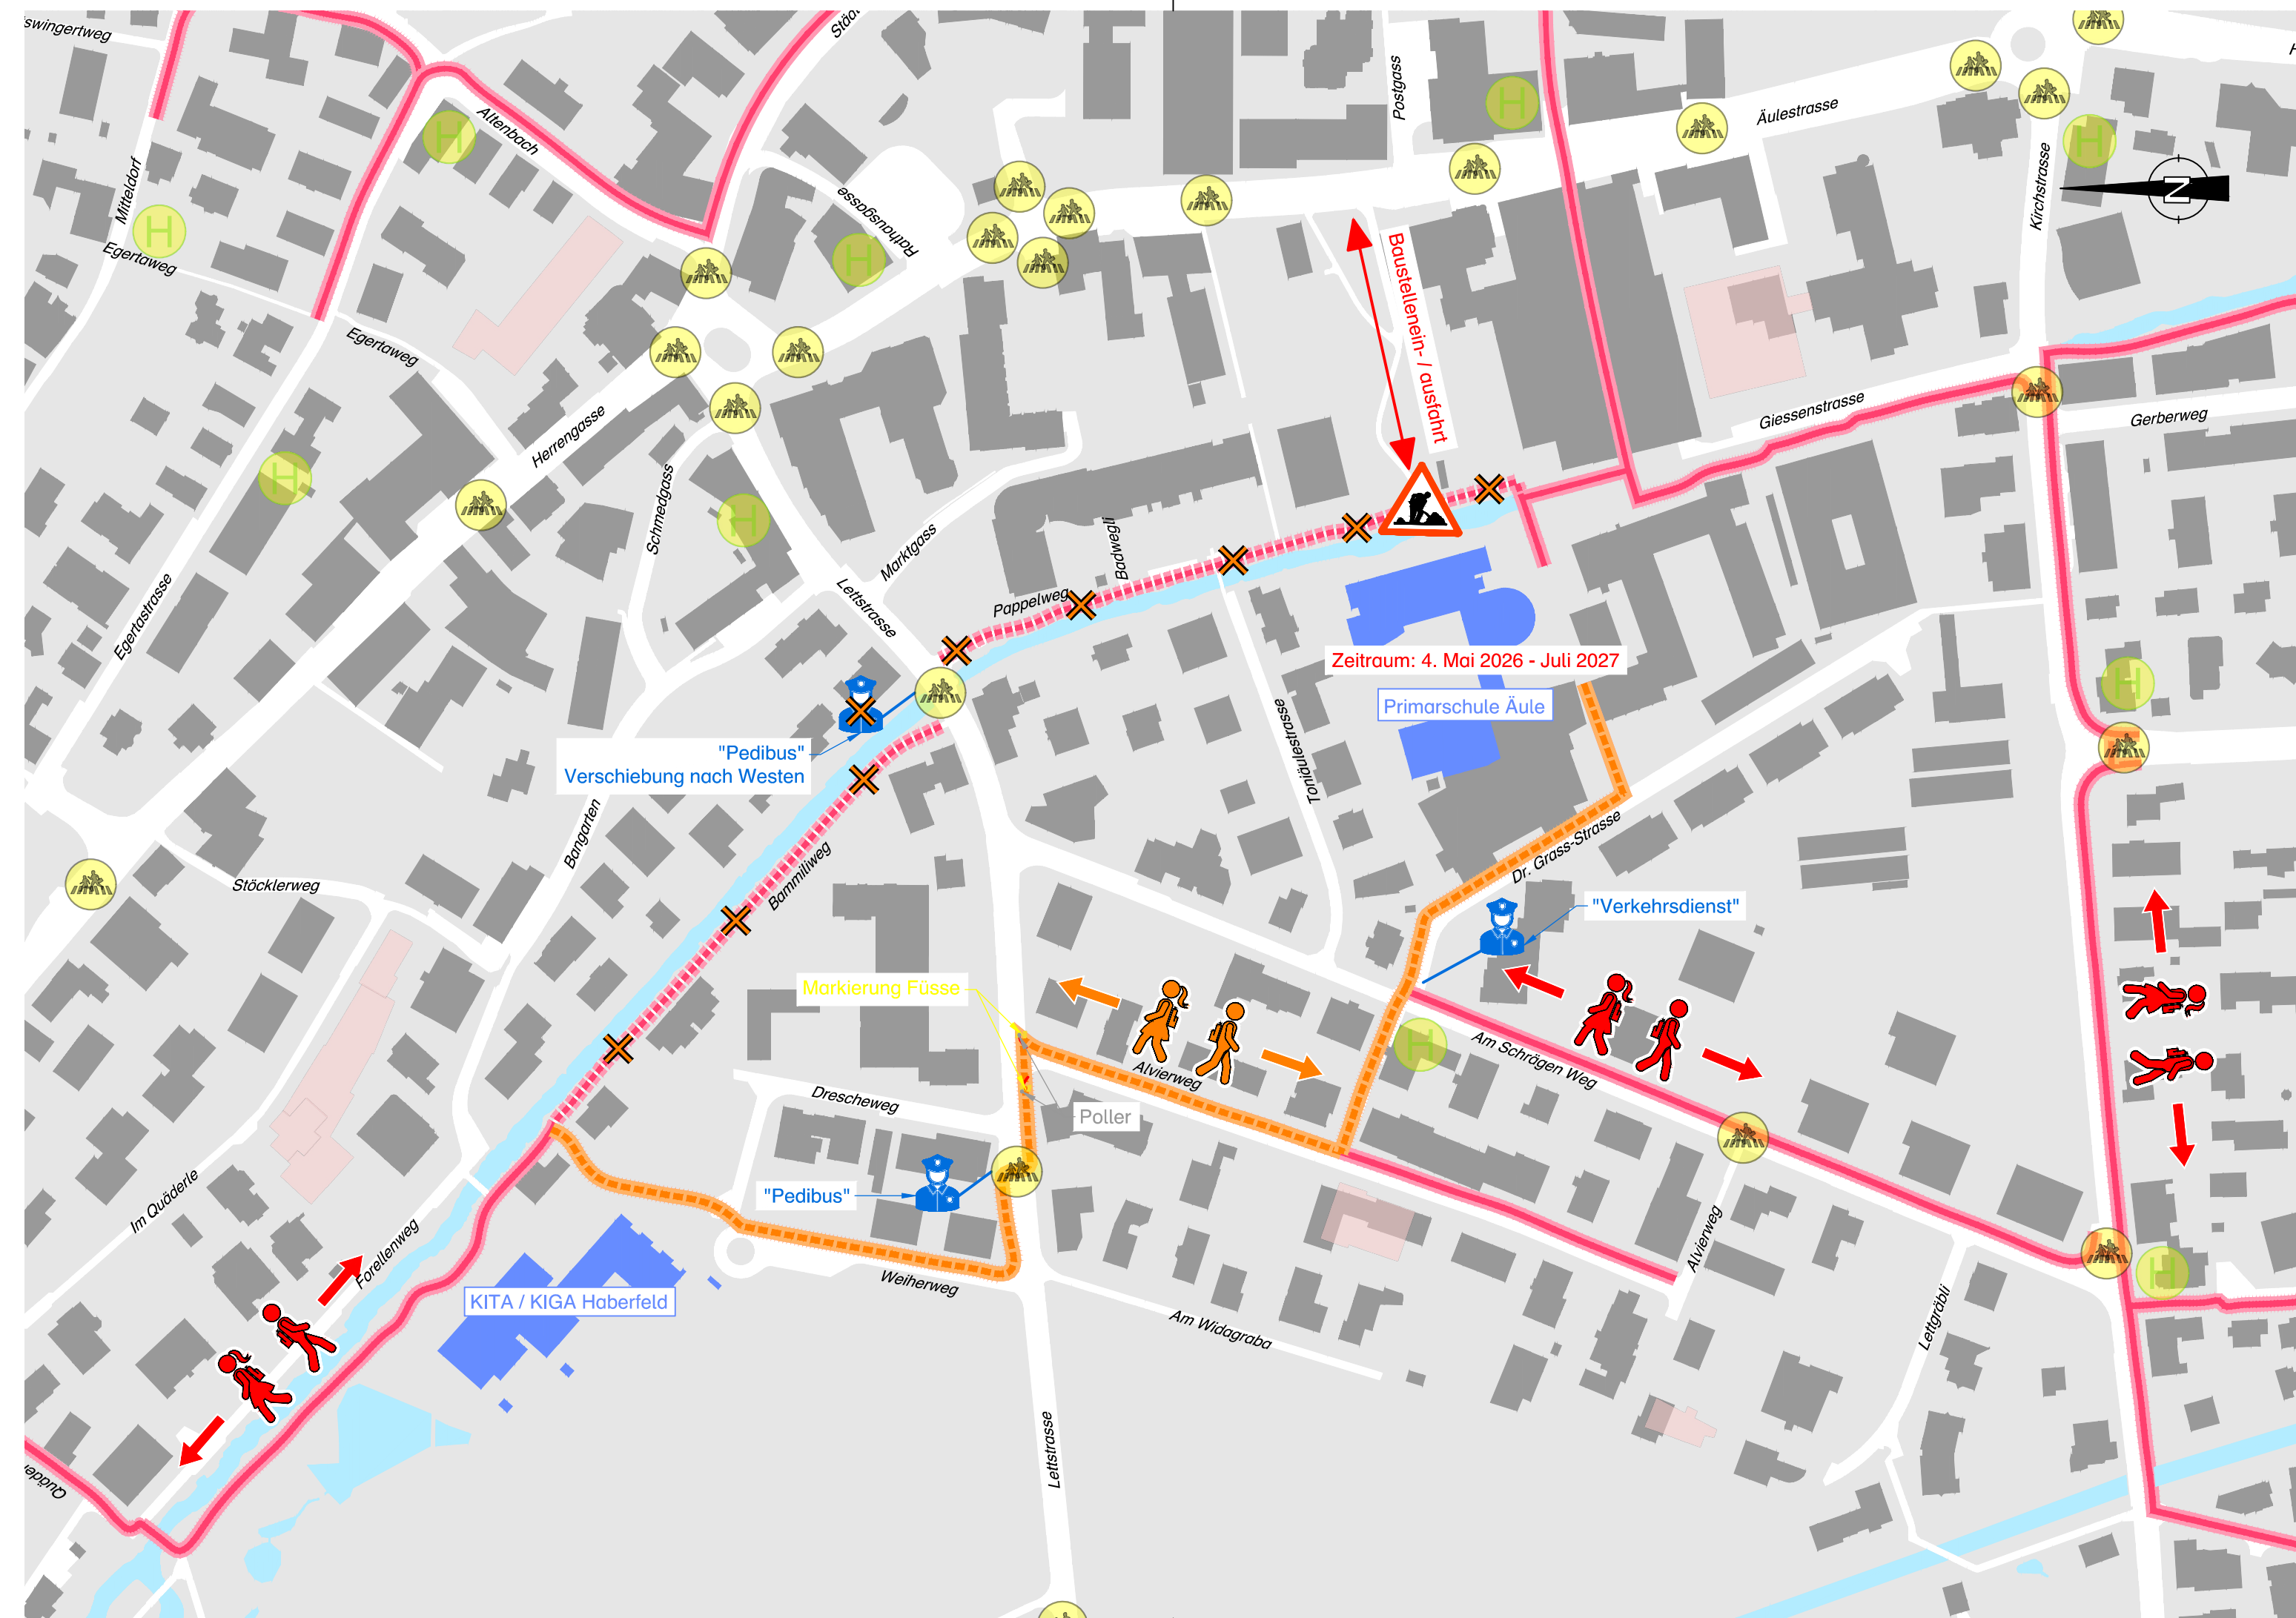 swingertweg
Städt
Postgass
Äulestrasse
Altenbach
Mitteldorf
Kirchstrasse
N
Rathausgasse
Egertaweg
Baustellenein- / ausfahrt
Egertaweg
Giessenstrasse
Gerberweg
Herrengasse
Schmedgass
Marktgass
Badweglì
Egertastrasse
Lettstrasse
Pappelweg
Zeitraum: 4. Mai 2026 - Juli 2027
Primarschule Äule
"Pedibus"
Verschiebung nach Westen
Toniäulestrasse
Bangarten
Bammiliweg
Dr. Grass-Strasse
Stöcklerweg
"Verkehrsdienst"
Markierung Füsse
Am Schrägen Weg
Alvierweg
Drescheweg
Poller
"Pedibus"
Im Quäderle
Forellenweg
Alvierweg
Weiherweg
KITA / KIGA Haberfeld
Am Widagraba
Lettgräbli
Lettstrasse
Quäder
H
H
H
H
H
H
H
H
H
H